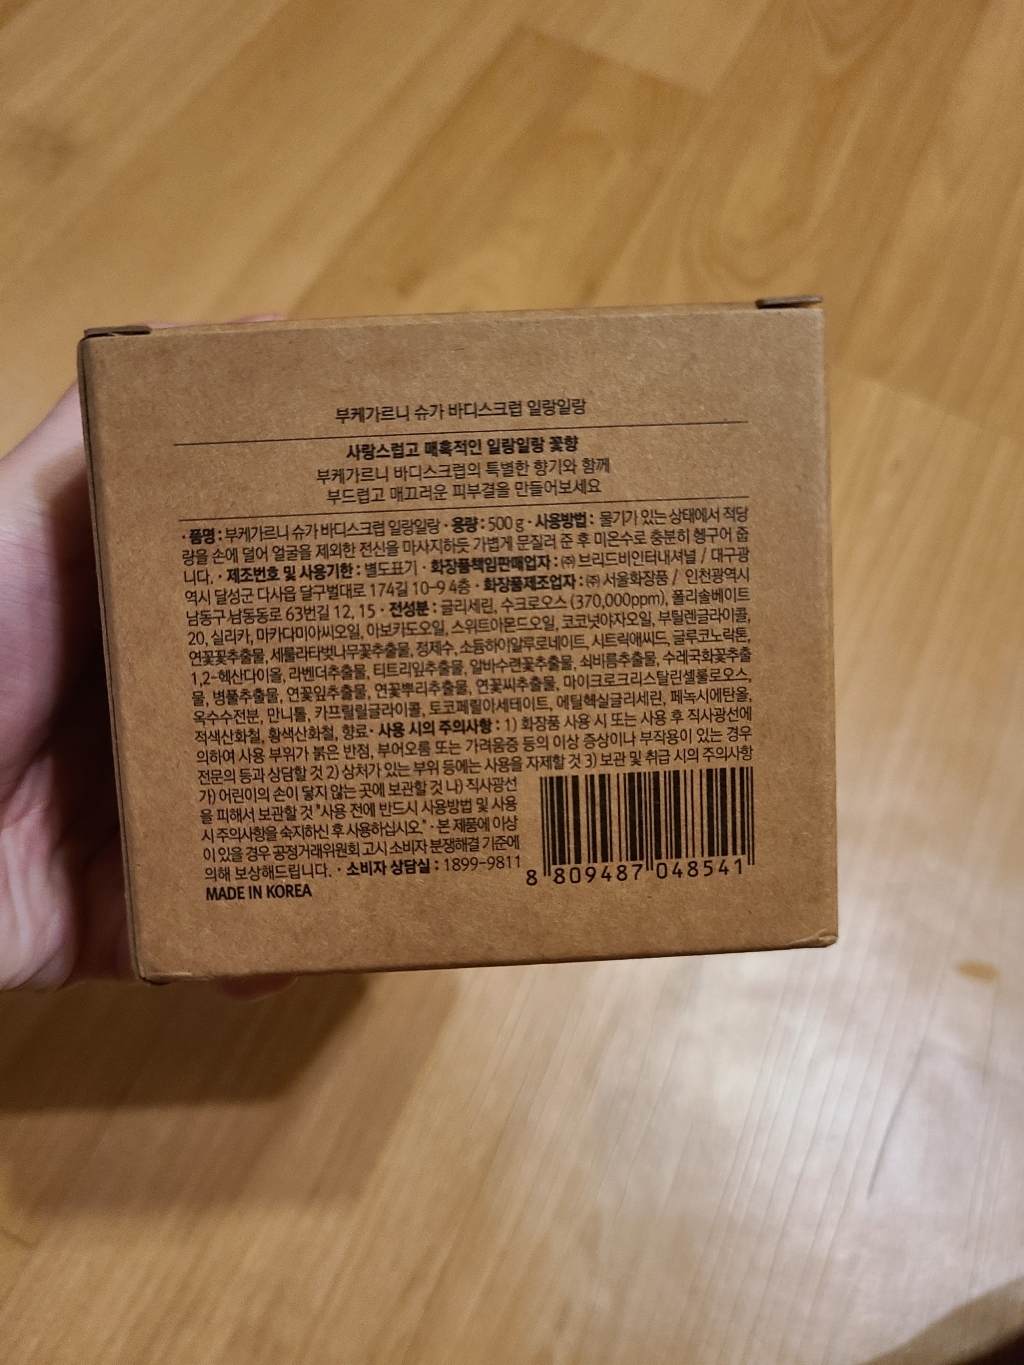 부케가르니 슈가 바디스크럽 일랑일랑
사랑스럽고 매혹적인 일랑일랑 꽃향
부케가르니 바디스크럽의 특별한 향기와 함께
부드럽고 매끄러운 피부결을 만들어보세요
· 품명 : 부케가르니 슈가 바디스크럽 일랑일랑 · 용량 : 500 g · 사용방법 : 물기가 있는 상태에서 적당
량을 손에 덜어 얼굴을 제외한 전신을 마사지하듯 가볍게 문질러 준 후 미온수로 충분히 헹구어 줍
니다. · 제조번호 및 사용기한 : 별도표기 · 화장품책임판매업자 : ㈜ 브리드비인터내셔널 / 대구광
역시 달성군 다사읍 달구벌대로 174길 10-9 4층 · 화장품제조업자 : ㈜ 서울화장품 / 인천광역시
남동구 남동동로 63번길 12, 15 · 전성분 : 글리세린, 수크로오스 (370,000ppm), 폴리솔베이트
20, 실리카, 마카다미아씨오일, 아보카도오일, 스위트아몬드오일, 코코넛야자오일, 부틸렌글라이콜,
연꽃꽃추출물, 세룰라타벚나무꽃추출물, 정제수, 소듐하이알루로네이트, 시트릭애씨드, 글루코노락톤,
1,2-헥산다이올, 라벤더추출물, 티트리잎추출물, 알바수련꽃추출물, 쇠비름추출물, 수레국화꽃추출
물, 병풀추출물, 연꽃잎추출물, 연꽃뿌리추출물, 연꽃씨추출물, 마이크로크리스탈린셀룰로오스,
옥수수전분, 만니톨, 카프릴릴글라이콜, 토코페릴아세테이트, 에틸헥실글리세린, 페녹시에탄올,
적색산화철, 황색산화철, 향료 · 사용 시의 주의사항 : 1) 화장품 사용 시 또는 사용 후 직사광선에
의하여 사용 부위가 붉은 반점, 부어오름 또는 가려움증 등의 이상 증상이나 부작용이 있는 경우
전문의 등과 상담할 것 2) 상처가 있는 부위 등에는 사용을 자제할 것 3) 보관 및 취급 시의 주의사항
가) 어린이의 손이 닿지 않는 곳에 보관할 것 나) 직사광선
을 피해서 보관할 것 "사용 전에 반드시 사용방법 및 사용
시 주의사항을 숙지하신 후 사용하십시오." · 본 제품에 이상
이 있을 경우 공정거래위원회 고시 소비자 분쟁해결 기준에
의해 보상해드립니다. · 소비자 상담실 : 1899-9811
MADE IN KOREA
8 809487 048541